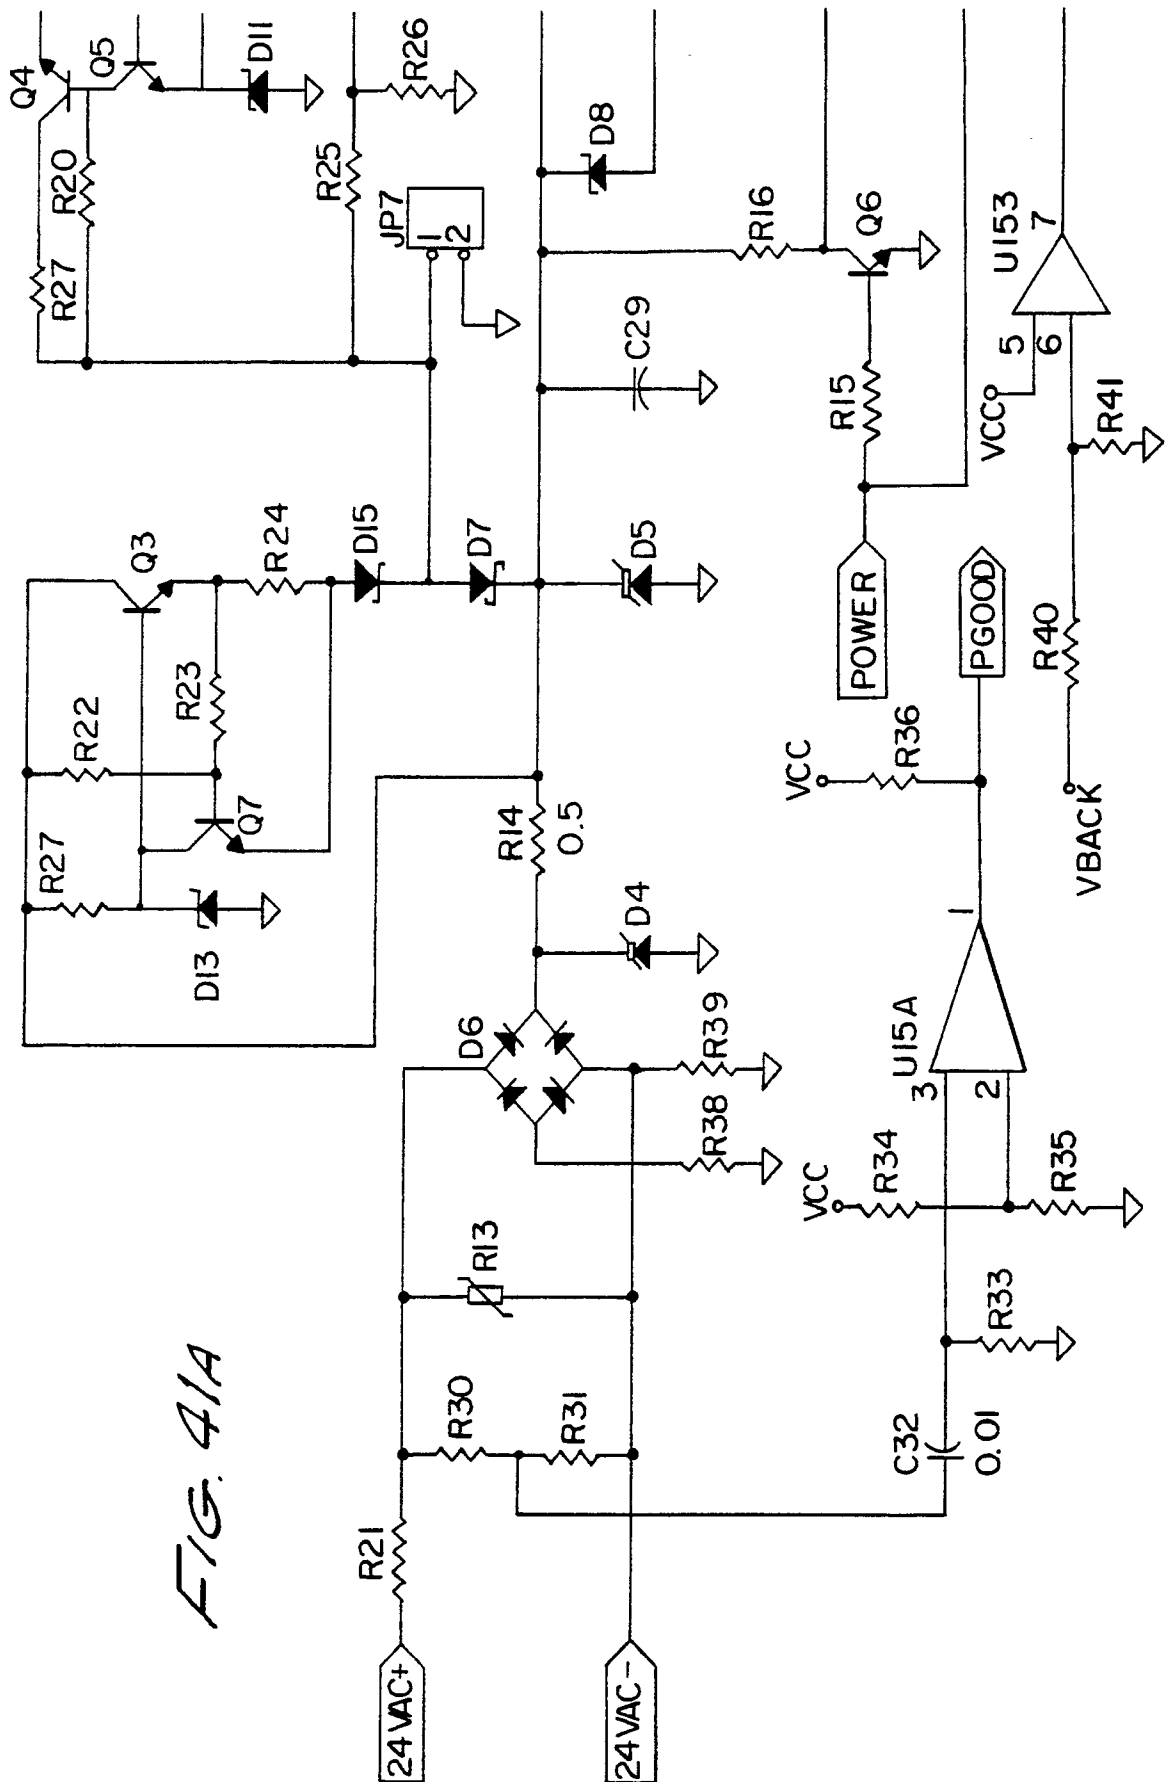 FIG. 41A
24VAC+
24VAC-
R21
R30
R31
R13
C32
0.01
R33
VCC
R34
R35
R38
R39
D6
3
2
U15A
1
D4
R14
0.5
D13
R27
R22
Q7
R23
Q3
R24
D15
D7
D5
VCC
R36
PGOOD
VBACK
R40
R41
POWER
R15
Q6
R16
C29
D8
VCC
5
6
U153
7
JP7
1
2
R25
R26
R27
R20
Q4
Q5
D11